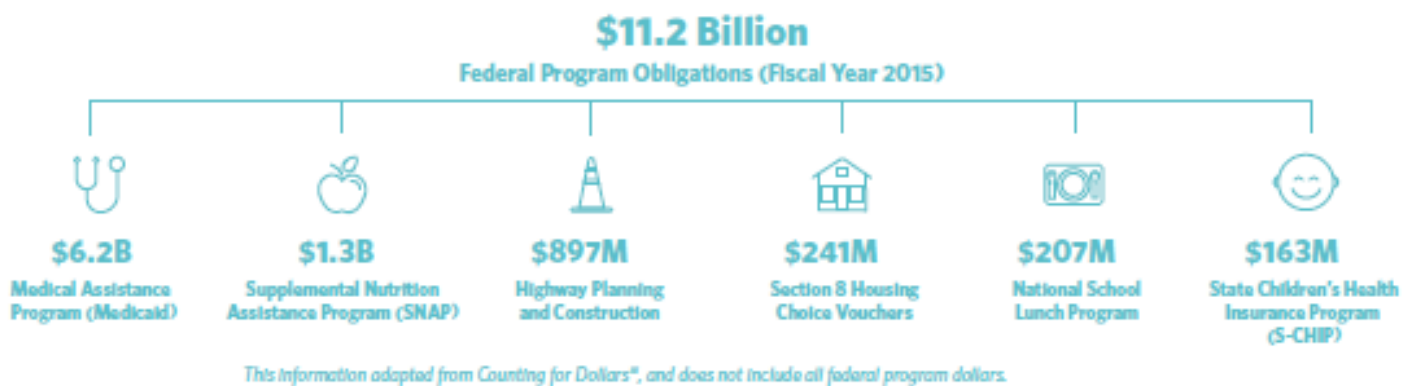 $11.2 Billion
Federal Program Obligations (Fiscal Year 2015)
$6.2B
Medical Assistance
Program (Medicaid)
$1.3B
Supplemental Nutrition
Assistance Program (SNAP)
$897M
Highway Planning
and Construction
$241M
Section 8 Housing
Choice Vouchers
$207M
National School
Lunch Program
$163M
State Children's Health
Insurance Program
(S-CHIP)
This information adapted from Counting for Dollars, and does not include all federal program dollars.